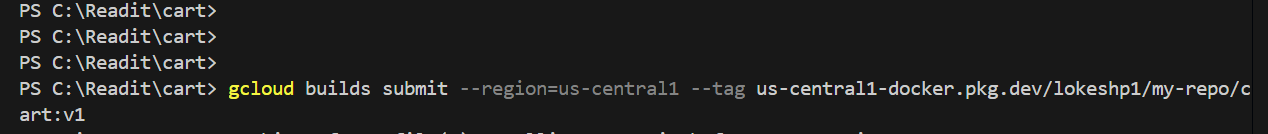 PS C:\Readit\cart>
PS C:\Readit\cart>
PS C:\Readit\cart>
PS C:\Readit\cart> gcloud builds submit --region=us-central1 --tag us-central1-docker.pkg.dev/lokeshp1/my-repo/c
art:v1